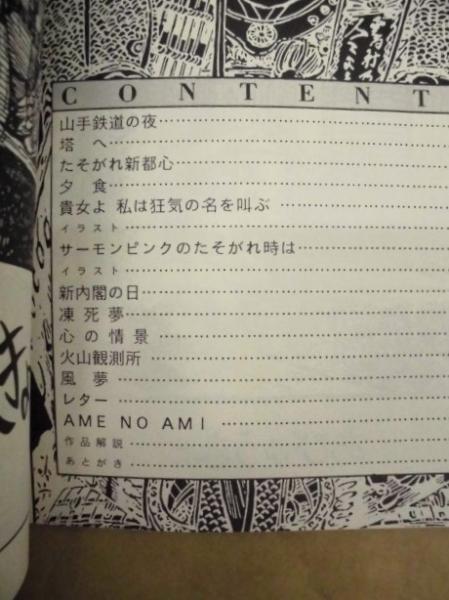 CONTENT
山手鉄道の夜
塔 へ
たそがれ新都心
夕 食
貴女よ 私は狂気の名を叫ぶ
イラスト
サーモンピンクのたそがれ時は
イラスト
新内閣の日
凍 死 夢
心 の 情 景
火山観測所
風 夢
レター
AME NO AMI
作品解説
あとがき